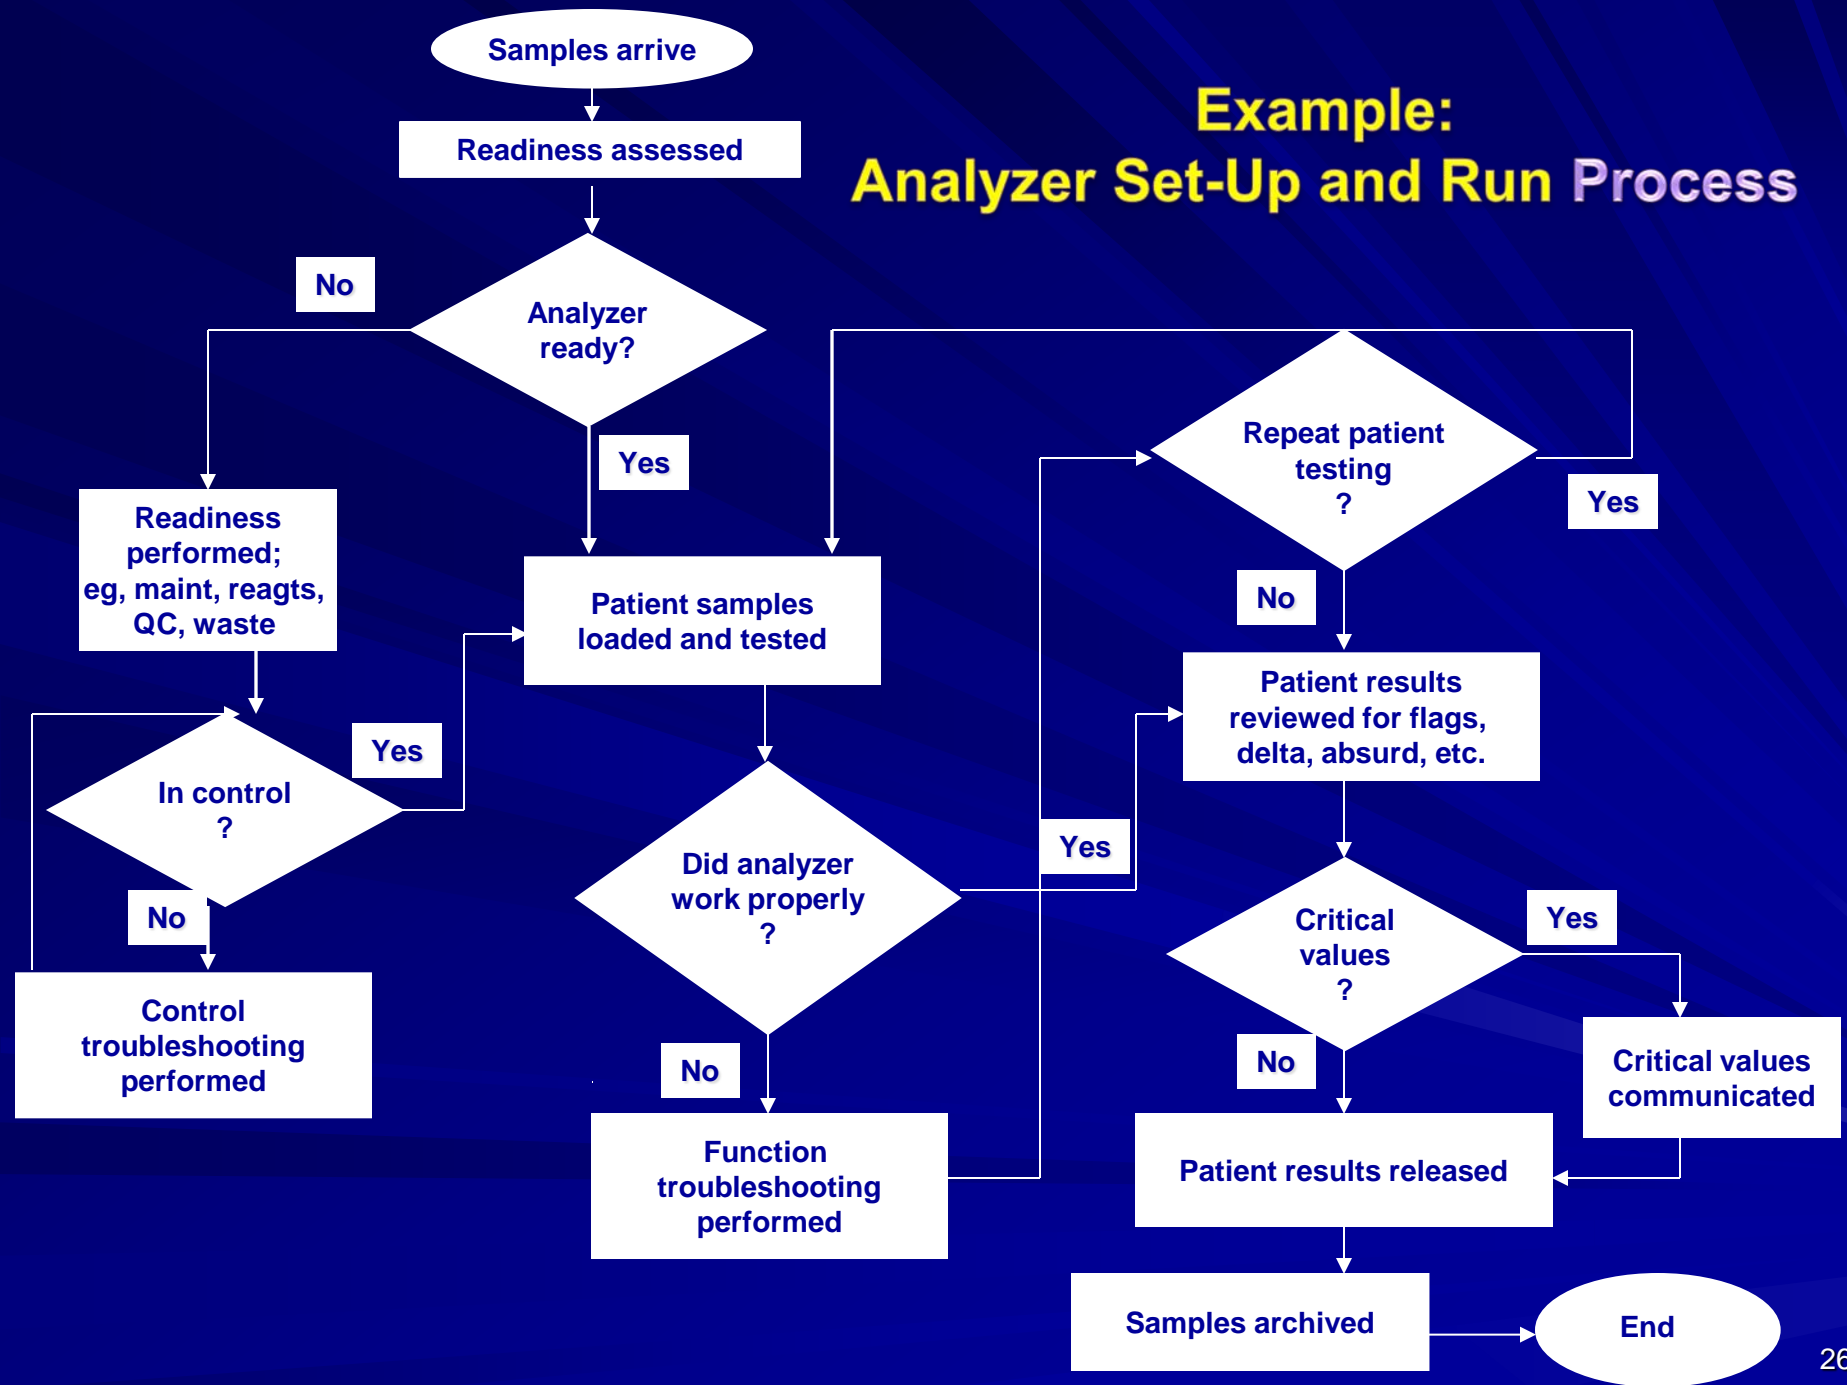 Samples arrive
Example:
Analyzer Set-Up and Run Process
Readiness assessed
No
Analyzer
ready?
Yes
Readiness
performed;
eg, maint, reagts,
QC, waste
Repeat patient
testing
?
Yes
No
Patient samples
loaded and tested
Yes
In control
?
No
Control
troubleshooting
performed
Patient results
reviewed for flags,
delta, absurd, etc.
Did analyzer
work properly
?
Yes
No
Function
troubleshooting
performed
Critical
values
?
Yes
No
Critical values
communicated
Patient results released
Samples archived
End
26